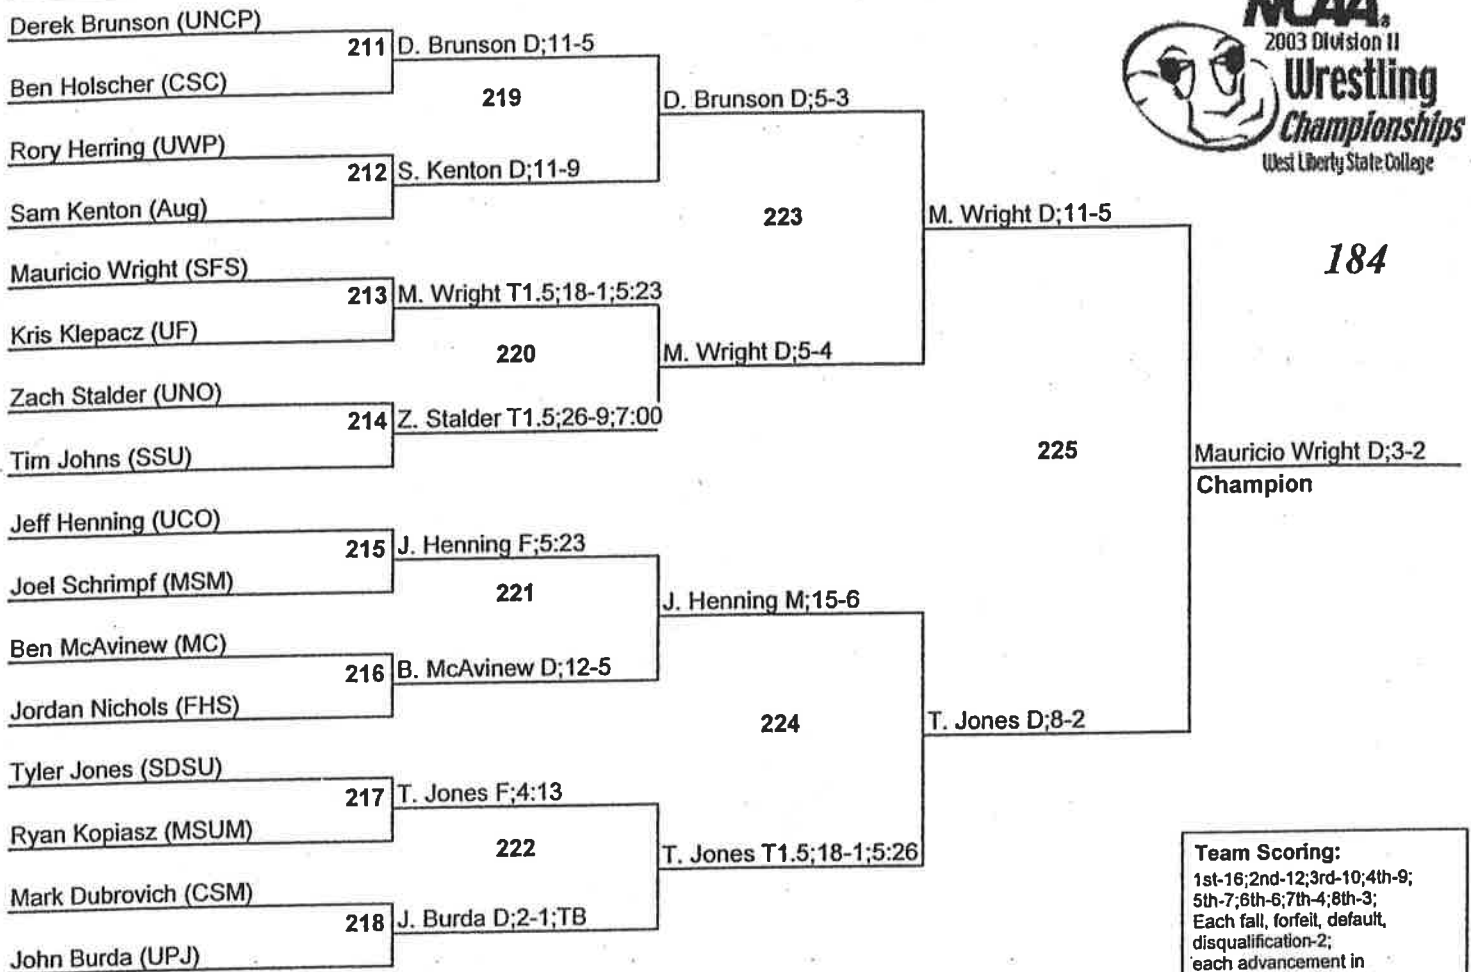 NCAA®
2003 Division II
Wrestling
Championships
West Liberty State College
184
Derek Brunson (UNCP)
211 D. Brunson D;11-5
Ben Holscher (CSC)
219
D. Brunson D;5-3
Rory Herring (UWP)
212 S. Kenton D;11-9
Sam Kenton (Aug)
223
M. Wright D;11-5
Mauricio Wright (SFS)
213 M. Wright T1.5;18-1;5:23
Kris Klepacz (UF)
220
M. Wright D;5-4
Zach Stalder (UNO)
214 Z. Stalder T1.5;26-9;7:00
Tim Johns (SSU)
225
Mauricio Wright D;3-2
Champion
Jeff Henning (UCO)
215 J. Henning F;5:23
Joel Schrimpf (MSM)
221
J. Henning M;15-6
Ben McAvinew (MC)
216 B. McAvinew D;12-5
Jordan Nichols (FHS)
224
T. Jones D;8-2
Tyler Jones (SDSU)
217 T. Jones F;4:13
Ryan Kopiasz (MSUM)
222
T. Jones T1.5;18-1;5:26
Mark Dubrovich (CSM)
218 J. Burda D;2-1;TB
John Burda (UPJ)
Team Scoring:
1st-16;2nd-12;3rd-10;4th-9;
5th-7;6th-6;7th-4;8th-3;
Each fall, forfeit, default,
disqualification-2;
each advancement in